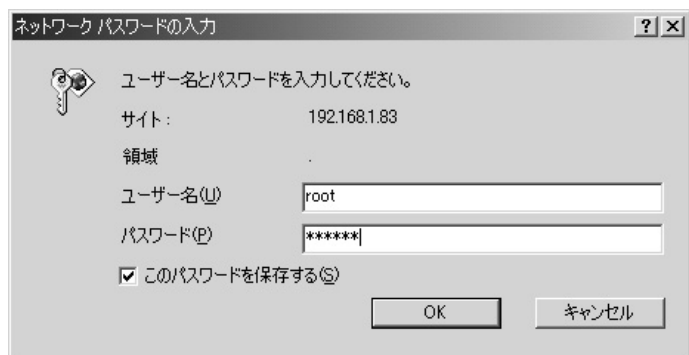 ネットワーク パスワードの入力
ユーザー名とパスワードを入力してください。
サイト : 192.168.1.83
領域 .
ユーザー名(U) root
パスワード(P) ******
このパスワードを保存する(S)
OK キャンセル